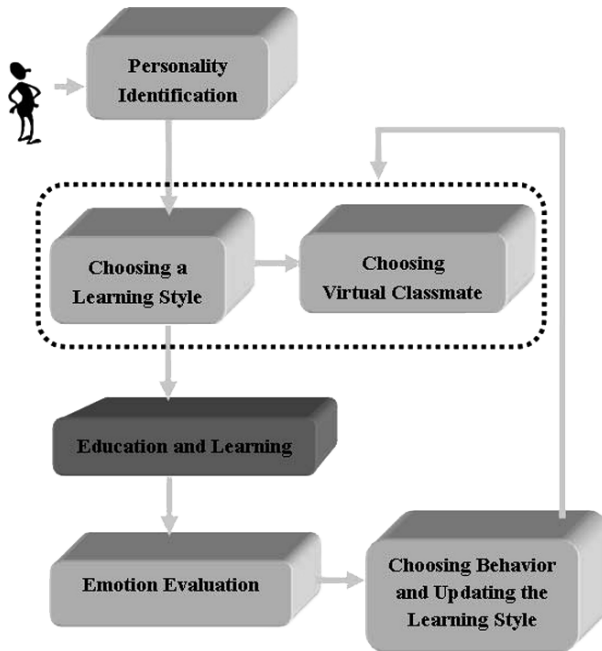 Personality
Identification
Choosing a
Learning Style
Choosing
Virtual Classmate
Education and Learning
Emotion Evaluation
Choosing Behavior
and Updating the
Learning Style